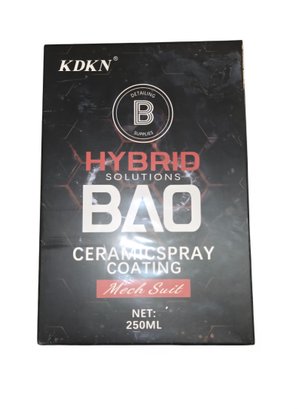 KDKN®
DETAILING
B
SUPPLIES
HYBRID
SOLUTIONS
BAO
CERAMICSPRAY
COATING
Mech Suit
NET:
250ML